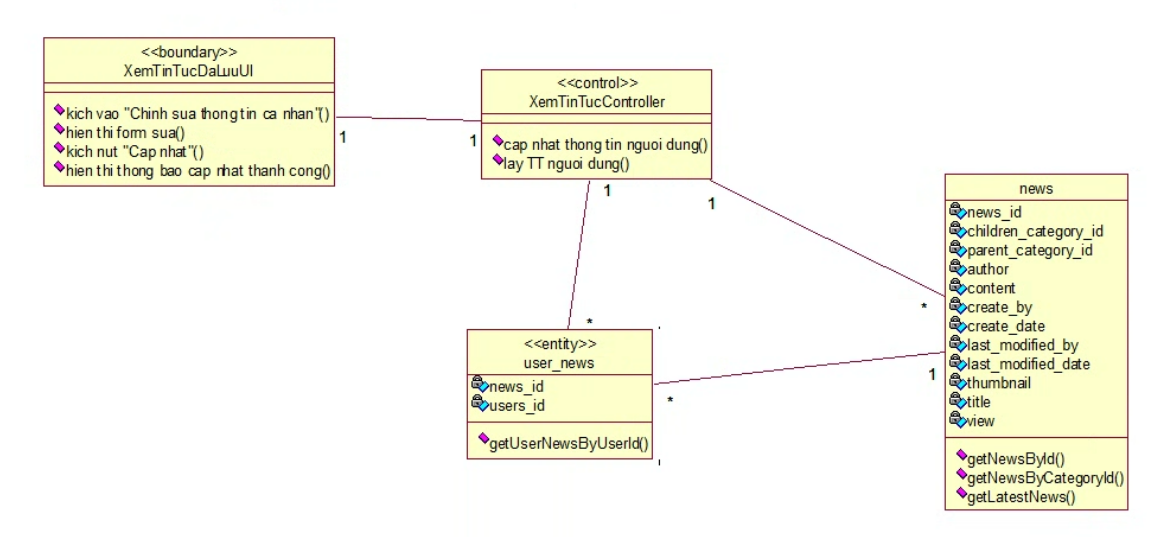 <<boundary>>
XemTinTucDaLuuUI
kich vao "Chinh sua thong tin ca nhan"()
hien thi form sua()
kich nut "Cap nhat"()
hien thi thong bao cap nhat thanh cong()
1
1
<<control>>
XemTinTucController
cap nhat thong tin nguoi dung()
lay TT nguoi dung()
1
1
*
*
<<entity>>
user_news
news_id
users_id
getUserNewsByUserId()
*
1
news
news_id
children_category_id
parent_category_id
author
content
create_by
create_date
last_modified_by
last_modified_date
thumbnail
title
view
getNewsById()
getNewsByCategoryId()
getLatestNews()